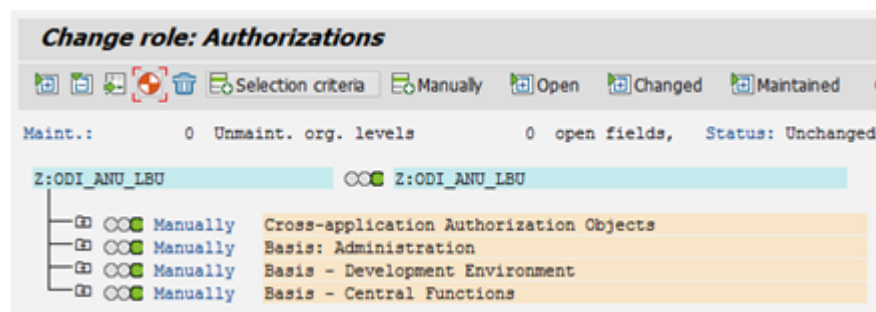 Change role: Authorizations
Selection criteria Manually Open Changed Maintained
Maint.: 0 Unmaint. org. levels 0 open fields, Status: Unchanged
Z:ODI_ANU_LBU Z:ODI_ANU_LBU
Manually Cross-application Authorization Objects
Manually Basis: Administration
Manually Basis - Development Environment
Manually Basis - Central Functions